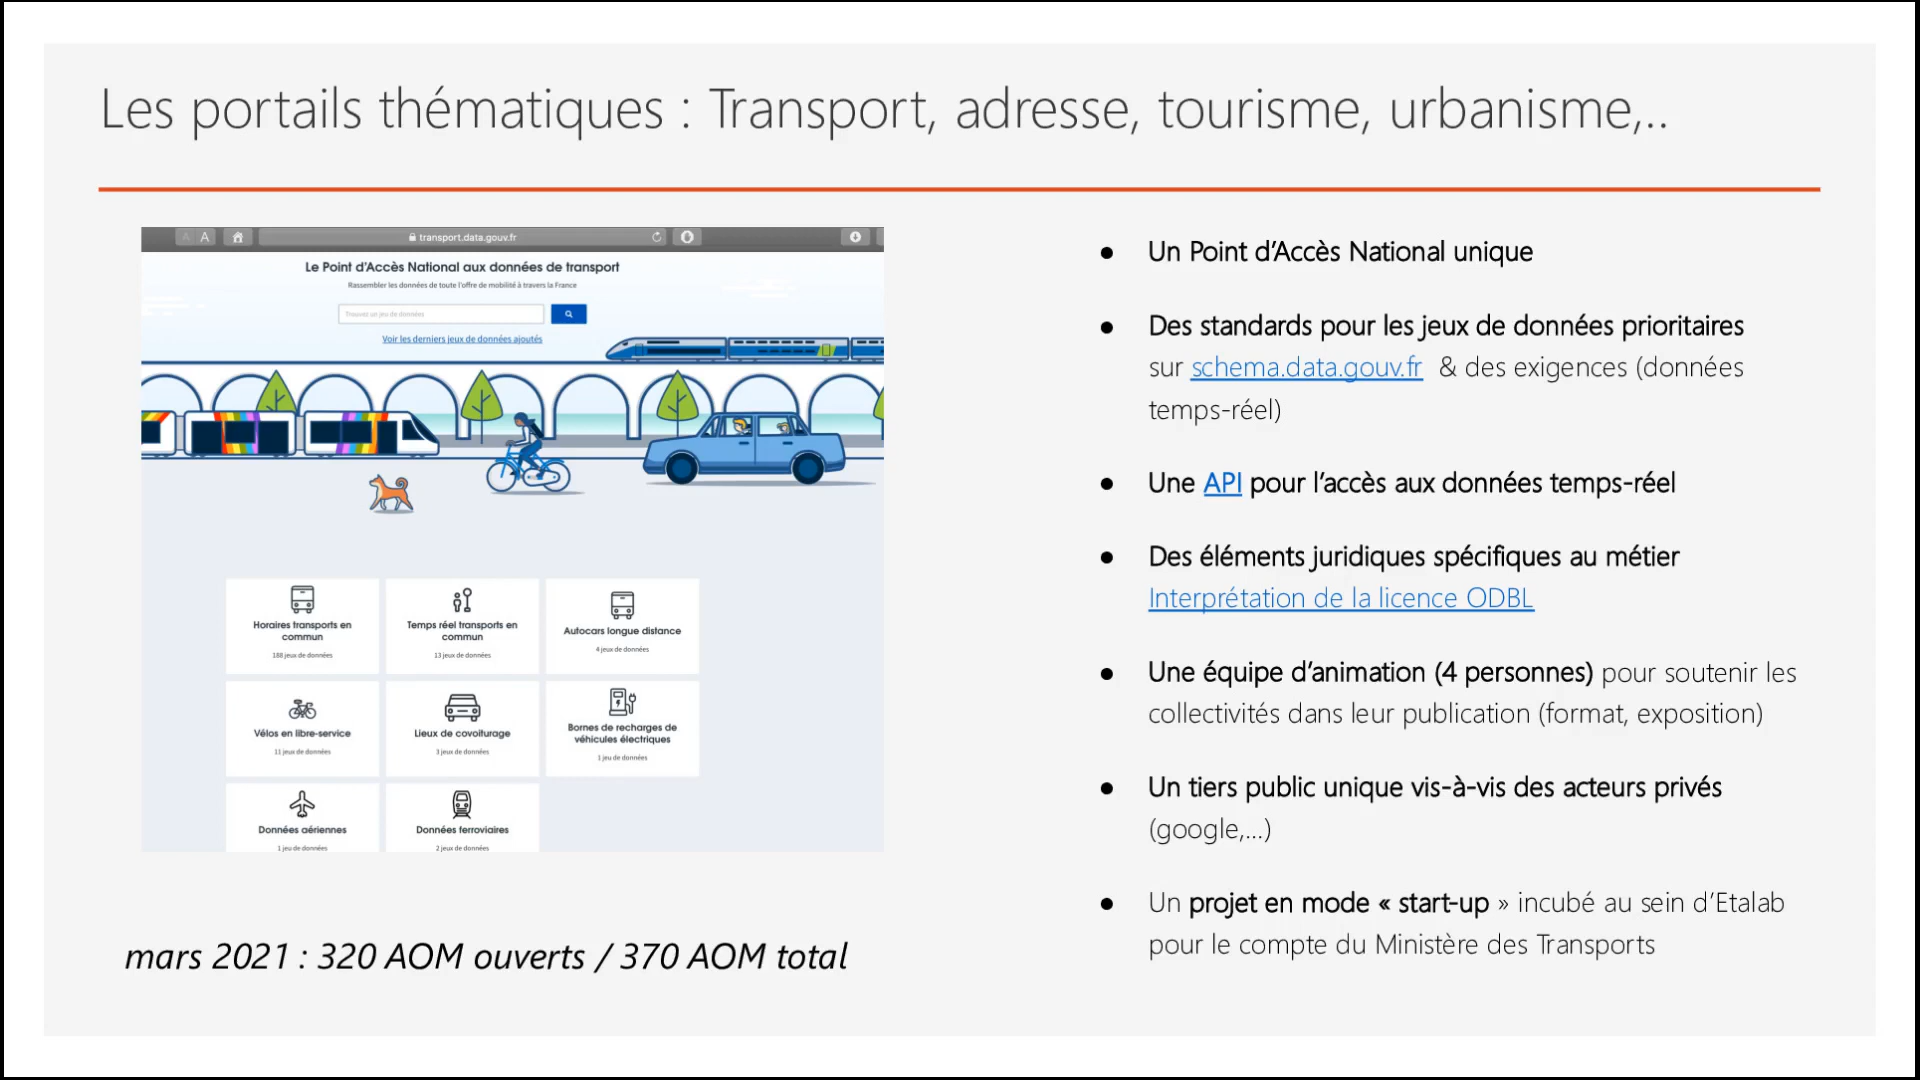 Les portails thématiques : Transport, adresse, tourisme, urbanisme,..
A A
transport.data.gouv.fr
Le Point d'Accès National aux données de transport
Rassembler les données de toute l'offre de mobilité à travers la France
Trouvez un jeu de données
Voir les derniers jeux de données ajoutés
Horaires transports en
commun
188 jeux de données
Temps réel transports en
commun
13 jeux de données
Autocars longue distance
4 jeux de données
Vélos en libre-service
11 jeux de données
Lieux de covoiturage
3 jeux de données
Bornes de recharges de
véhicules électriques
1 jeu de données
Données aériennes
1 jeu de données
Données ferroviaires
2 jeux de données
mars 2021 : 320 AOM ouverts / 370 AOM total
● Un Point d'Accès National unique
● Des standards pour les jeux de données prioritaires
sur schema.data.gouv.fr & des exigences (données
temps-réel)
● Une API pour l'accès aux données temps-réel
● Des éléments juridiques spécifiques au métier
Interprétation de la licence ODBL
● Une équipe d'animation (4 personnes) pour soutenir les
collectivités dans leur publication (format, exposition)
● Un tiers public unique vis-à-vis des acteurs privés
(google,...)
● Un projet en mode « start-up » incubé au sein d'Etalab
pour le compte du Ministère des Transports